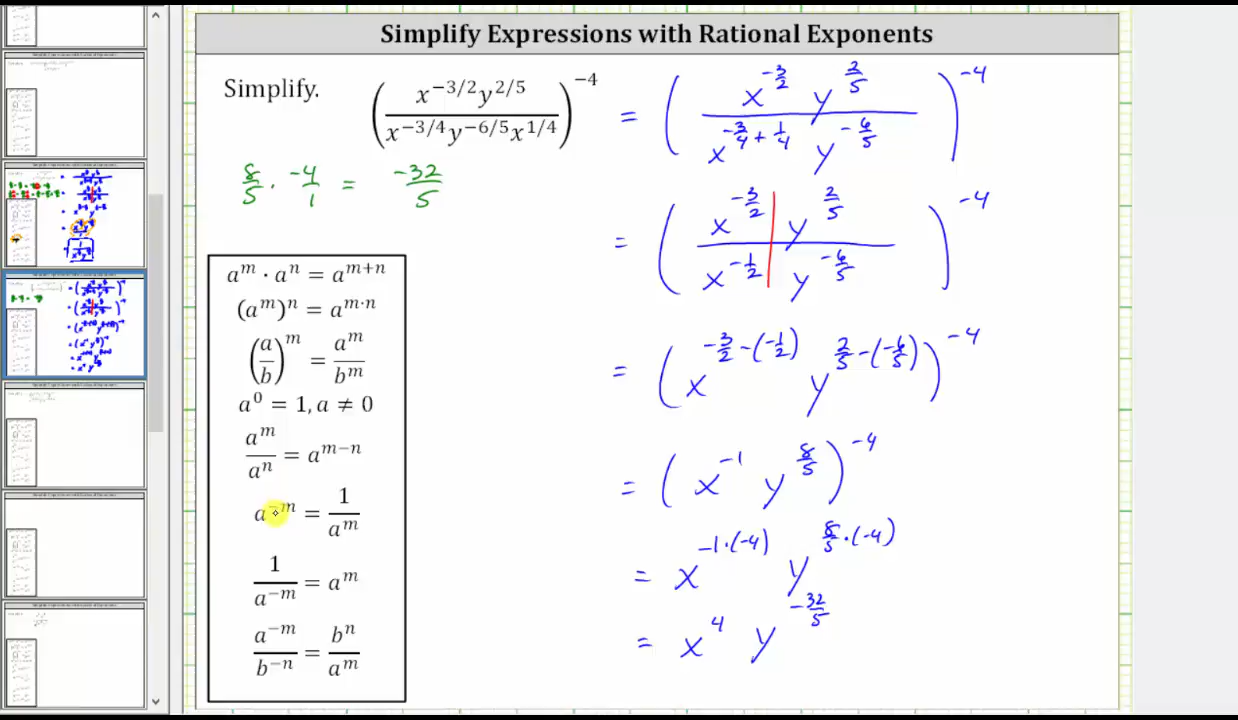 Simplify Expressions with Rational Exponents
Simplify. (x^{−3/2}y^{2/5} / x^{−3/4}y^{−6/5}x^{1/4})^{−4} = (x^{-3/2} y^{2/5} / x^{-3/4 + 1/4} y^{-6/5})^{-4}
8/5 · -4/1 = -32/5
= (x^{-3/2} y^{2/5} / x^{-1/2} y^{-6/5})^{-4}
= (x^{-3/2-(-1/2)} y^{2/5-(-6/5)})^{-4}
= (x^{-1} y^{8/5})^{-4}
= x^{-1·(-4)} y^{8/5·(-4)}
= x^{4} y^{-32/5}
a^{m} · a^{n} = a^{m+n}
(a^{m})^{n} = a^{m·n}
(a/b)^{m} = a^{m}/b^{m}
a^{0} = 1, a ≠ 0
a^{m}/a^{n} = a^{m−n}
a^{−m} = 1/a^{m}
1/a^{−m} = a^{m}
a^{−m}/b^{−n} = b^{n}/a^{m}